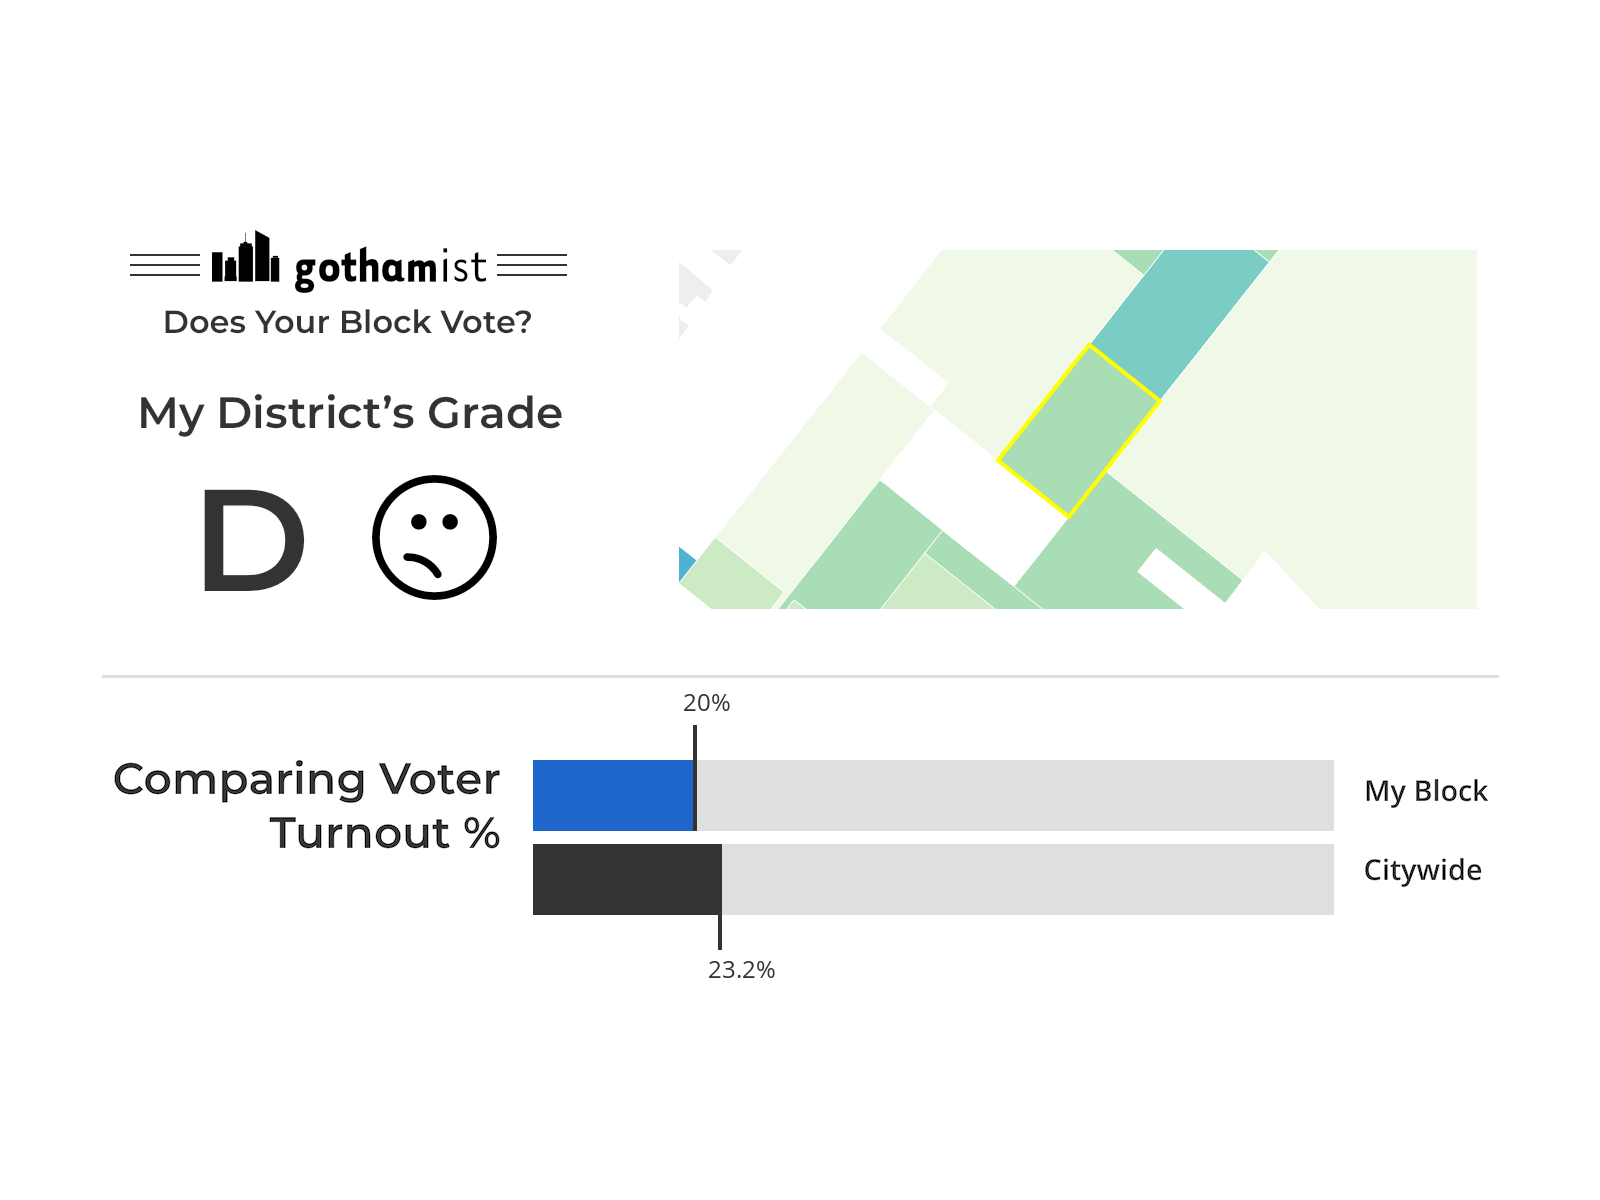 gothamist
Does Your Block Vote?
My District’s Grade
D
20%
Comparing Voter
Turnout %
My Block
Citywide
23.2%